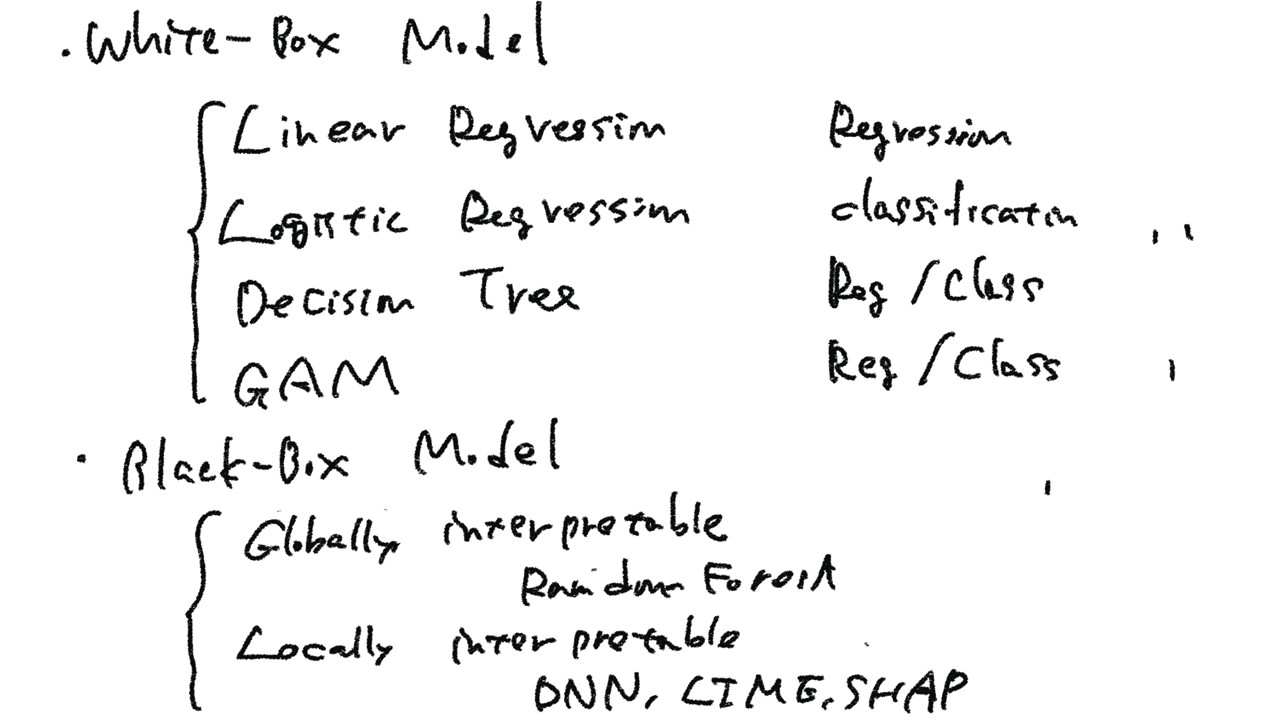 · White-Box Model
Linear Regression Regression
Logistic Regression classification
Decision Tree Reg / Class
GAM Reg / Class
· Black-Box Model
Globally interpretable
Random Forest
Locally interpretable
DNN, LIME, SHAP